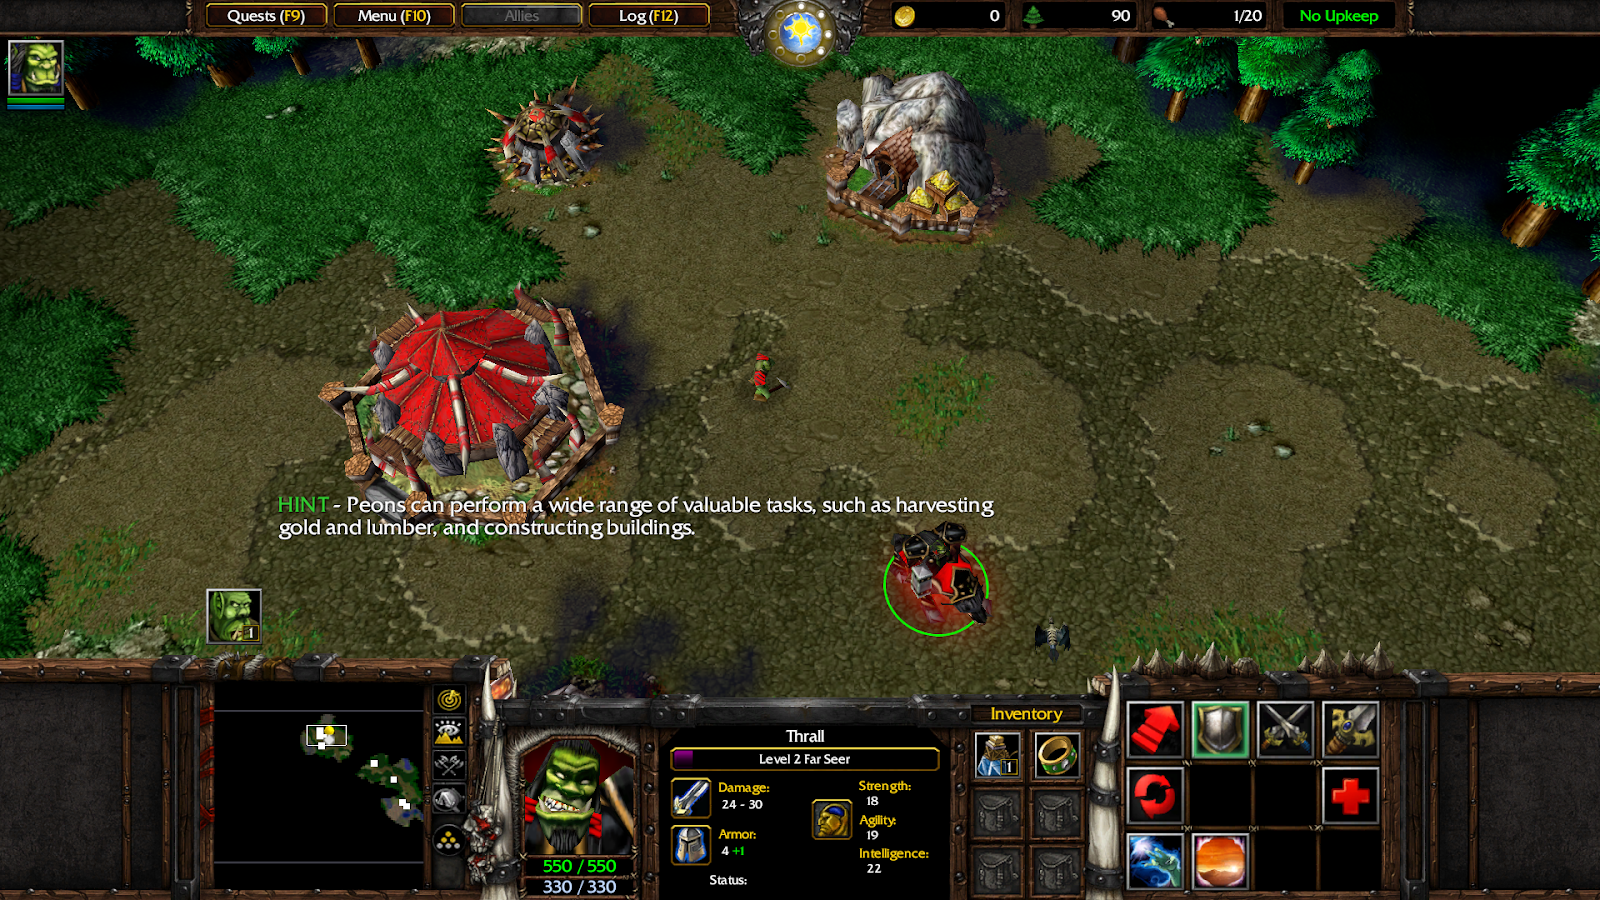 Quests (F9) Menu (F10) Allies Log (F12) 0 90 1/20 No Upkeep
HINT - Peons can perform a wide range of valuable tasks, such as harvesting
gold and lumber, and constructing buildings.
1
Thrall
Level 2 Far Seer
Damage:
24 - 30
Armor:
4 +1
Status:
Strength:
18
Agility:
19
Intelligence:
22
550 / 550
330 / 330
Inventory
1